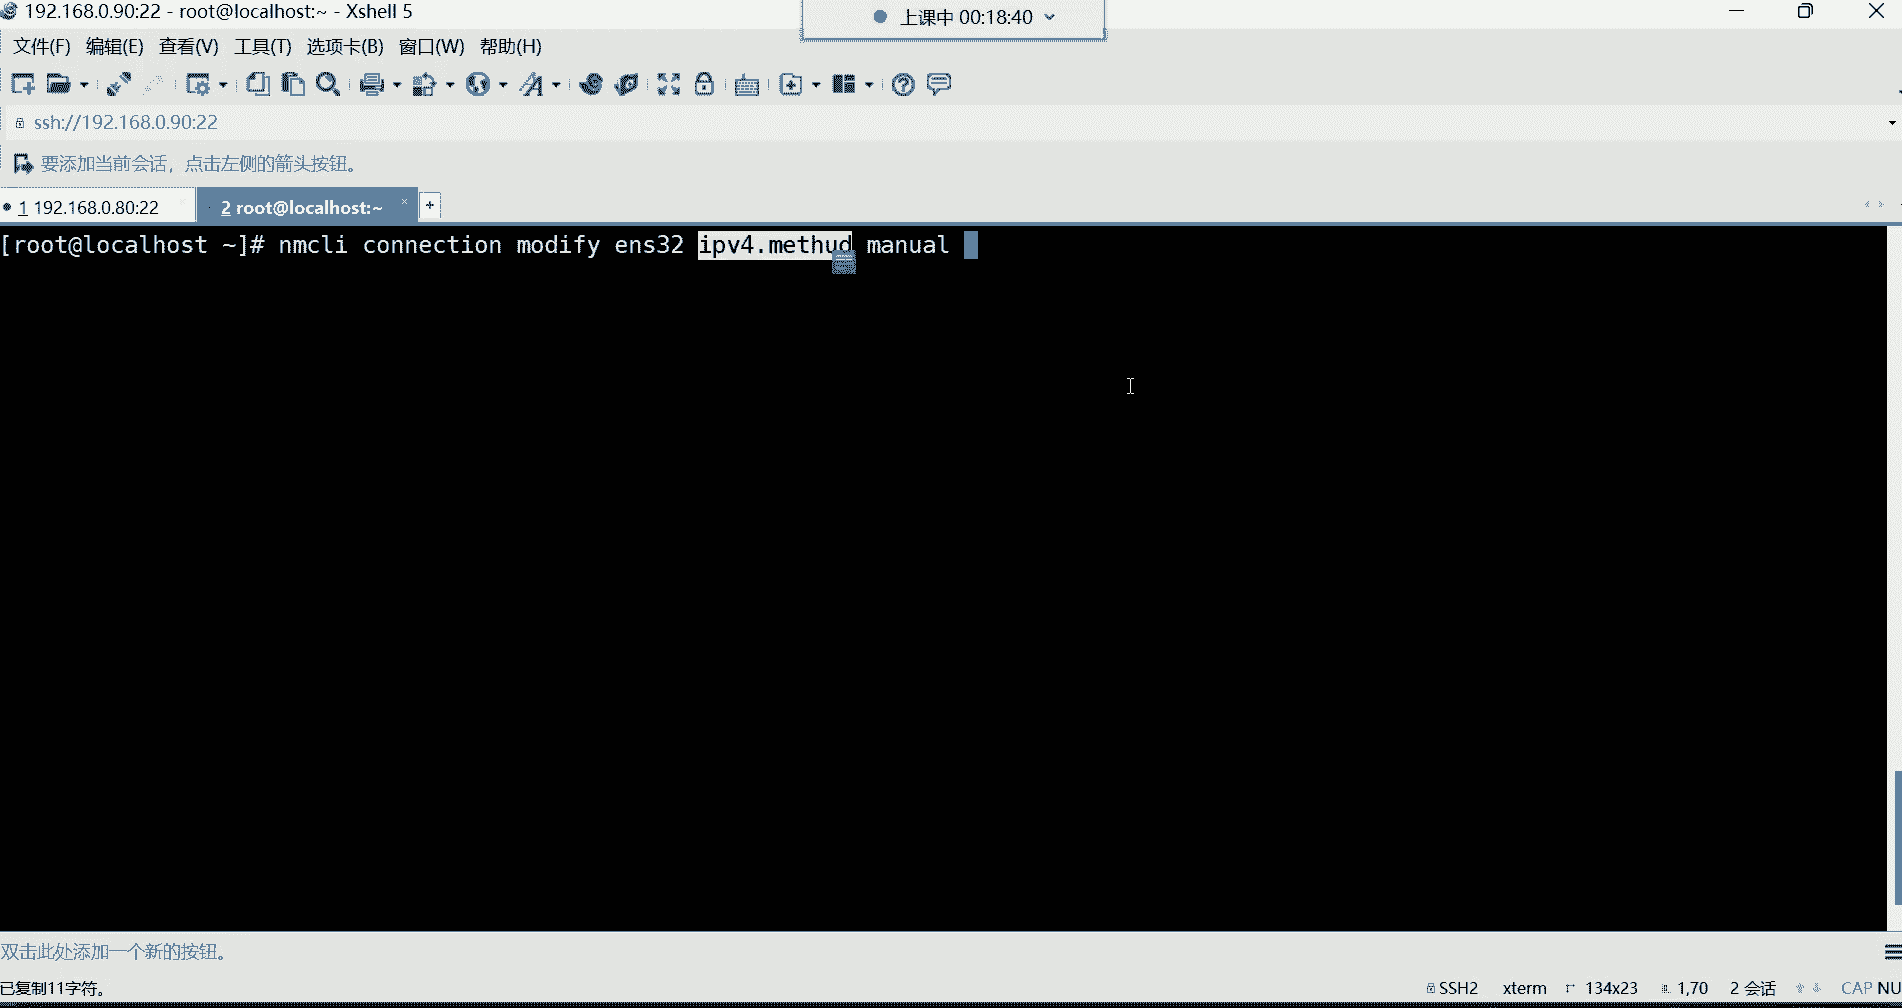 192.168.0.90:22 - root@localhost:~ - Xshell 5
上课中 00:18:40
文件(F) 编辑(E) 查看(V) 工具(T) 选项卡(B) 窗口(W) 帮助(H)
ssh://192.168.0.90:22
要添加当前会话，点击左侧的箭头按钮。
1 192.168.0.80:22 2 root@localhost:~ × +
[root@localhost ~]# nmcli connection modify ens32 ipv4.methud manual
双击此处添加一个新的按钮。
已复制11字符。 SSH2 xterm 134x23 1,70 2 会话 CAP NU